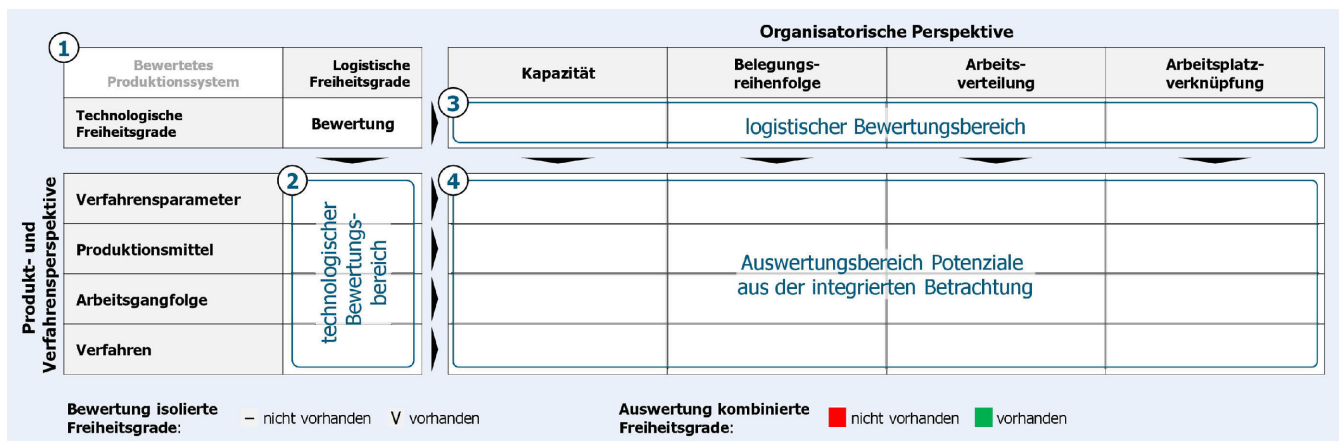 Organisatorische Perspektive
1
Bewertetes
Produktionssystem
Logistische
Freiheitsgrade
Kapazität
Belegungs-
reihenfolge
Arbeits-
verteilung
Arbeitsplatz-
verknüpfung
Technologische
Freiheitsgrade
Bewertung
3
logistischer Bewertungsbereich
Produkt- und
Verfahrensperspektive
Verfahrensparameter
Produktionsmittel
Arbeitsgangfolge
Verfahren
2
technologischer
Bewertungs-
bereich
4
Auswertungsbereich Potenziale
aus der integrierten Betrachtung
Bewertung isolierte
Freiheitsgrade:
– nicht vorhanden V vorhanden
Auswertung kombinierte
Freiheitsgrade:
nicht vorhanden vorhanden